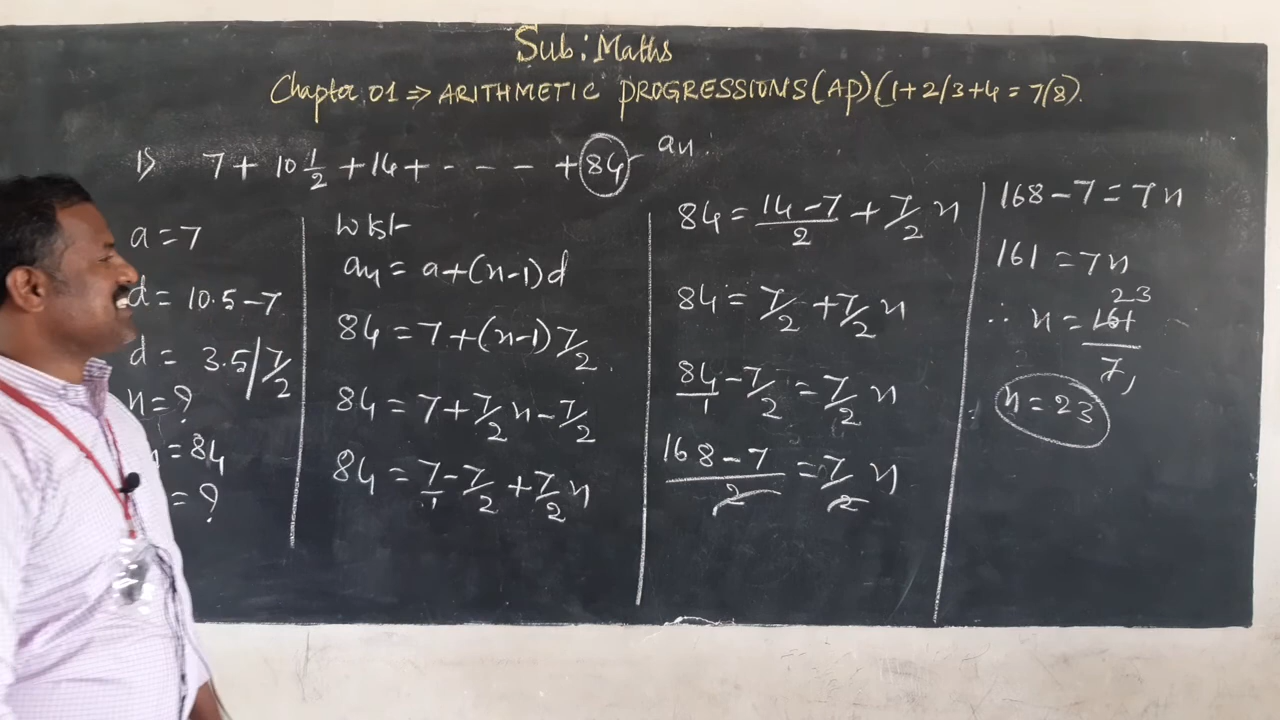 Sub: Maths
Chapter 01 ⇒ ARITHMETIC PROGRESSIONS (AP) (1+2/3+4 = 7/8).
1) 7 + 10 1/2 + 14 + - - - - + 84 an.
a = 7
d = 10.5 - 7
d = 3.5 / 7/2
n = ?
= 84
= ?
WKT
an = a + (n-1) d
84 = 7 + (n-1) 7/2
84 = 7 + 7/2 n - 7/2
84 = 7/1 - 7/2 + 7/2 n
84 = 14 - 7/2 + 7/2 n
84 = 7/2 + 7/2 n
84/1 - 7/2 = 7/2 n
168 - 7/2 = 7/2 n
168 - 7 = 7n
161 = 7n
23
∴ n = 161/7,
n = 23